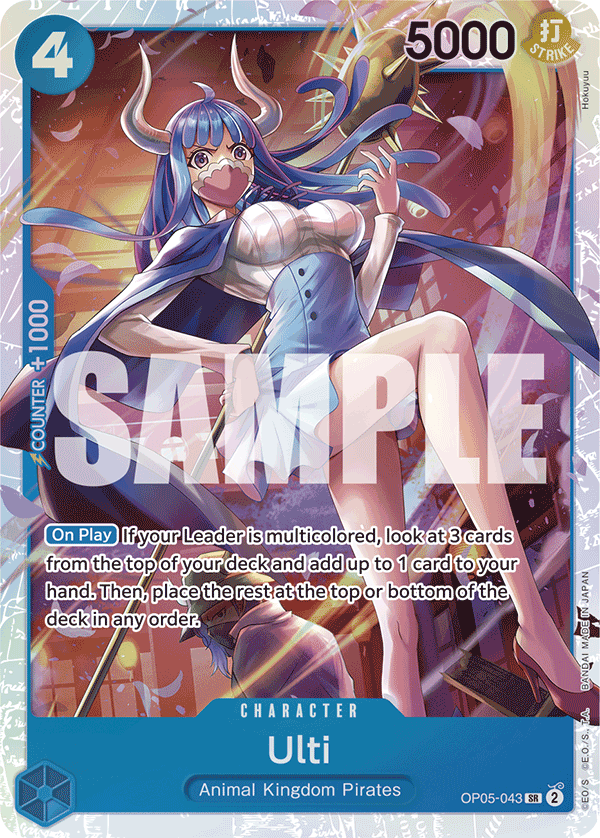 4
5000
打
STRIKE
Hokuyuu
COUNTER +1000
SAMPLE
On Play If your Leader is multicolored, look at 3 cards
from the top of your deck and add up to 1 card to your
hand. Then, place the rest at the top or bottom of the
deck in any order.
CHARACTER
Ulti
Animal Kingdom Pirates
OP05-043 SR 2
©E.O/S ©E.O./S., T.A. BANDAI MADE IN JAPAN